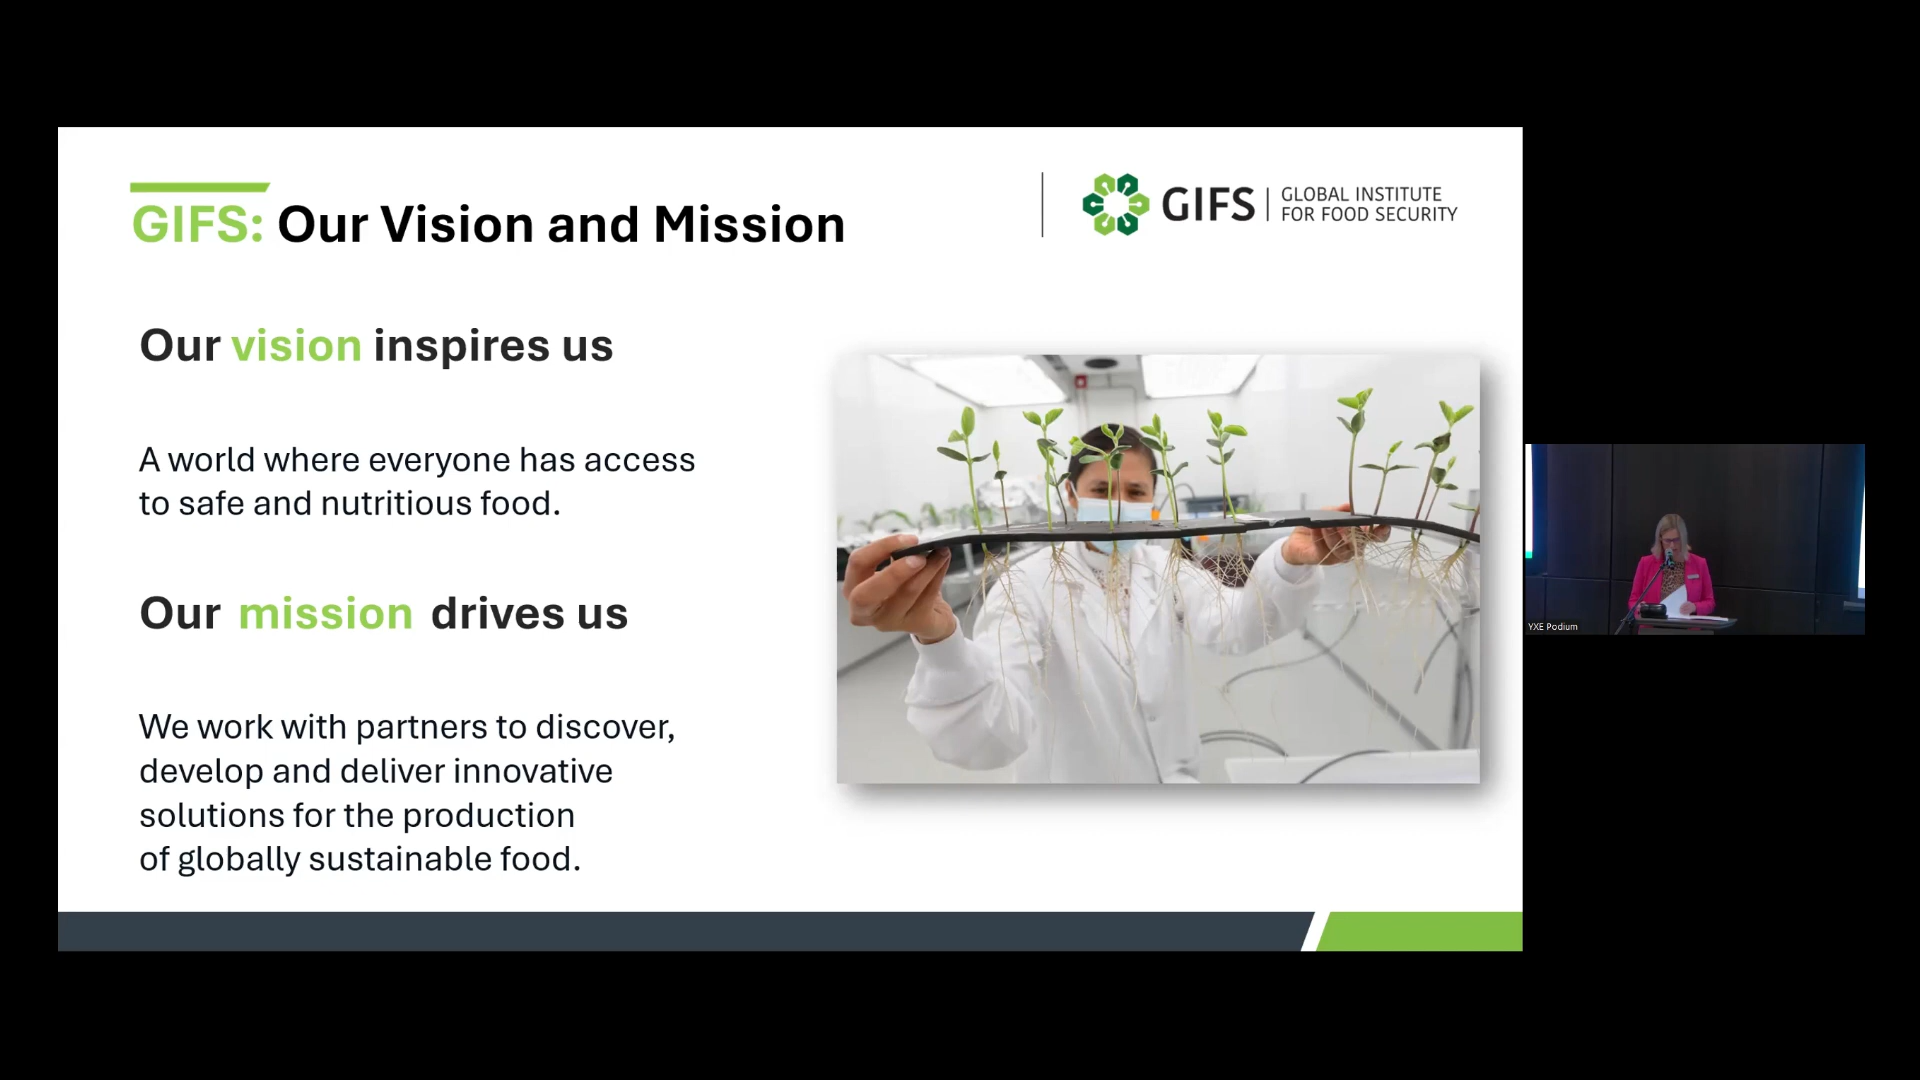 GIFS: Our Vision and Mission
GIFS
GLOBAL INSTITUTE
FOR FOOD SECURITY
Our vision inspires us
A world where everyone has access
to safe and nutritious food.
Our mission drives us
We work with partners to discover,
develop and deliver innovative
solutions for the production
of globally sustainable food.
YXE Podium